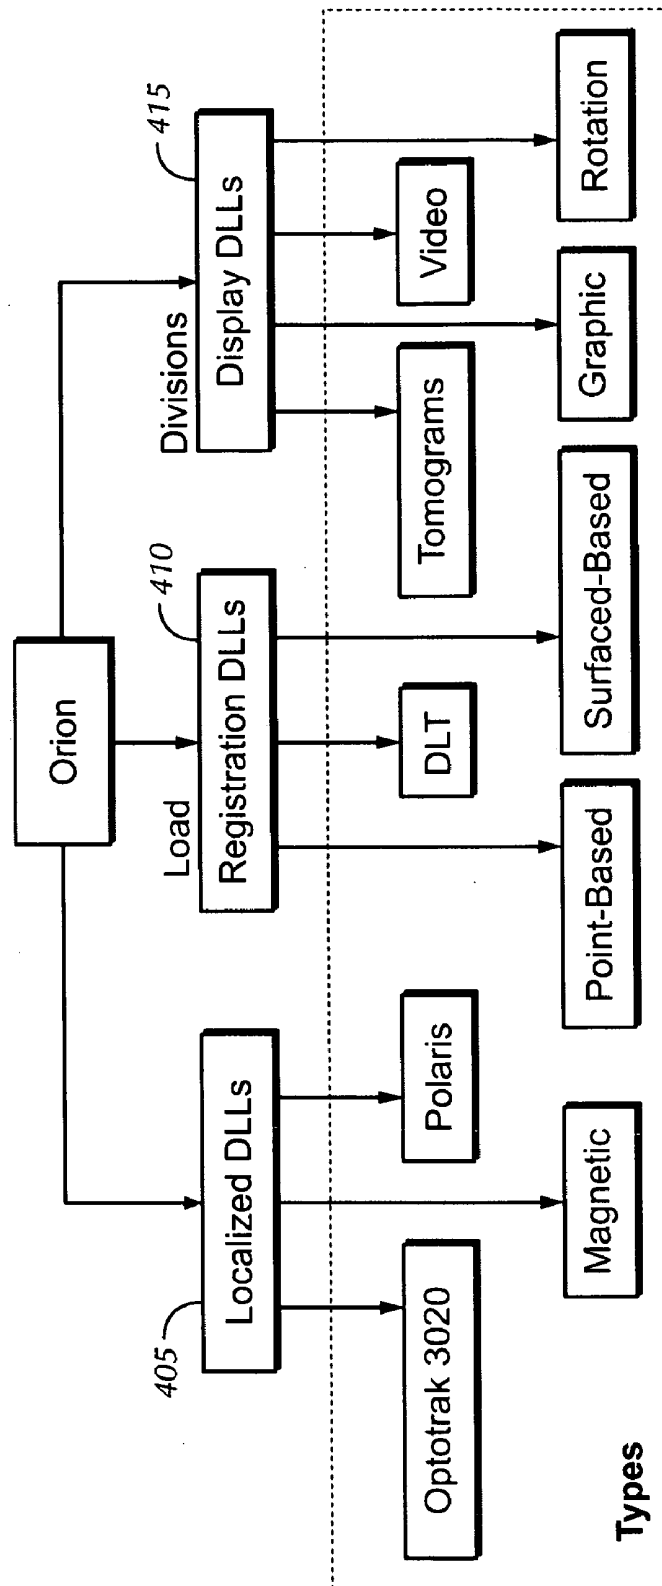 Orion
Load
Divisions
405
Localized DLLs
410
Registration DLLs
415
Display DLLs
Optotrak 3020
Polaris
DLT
Tomograms
Video
Magnetic
Point-Based
Surfaced-Based
Graphic
Rotation
Types